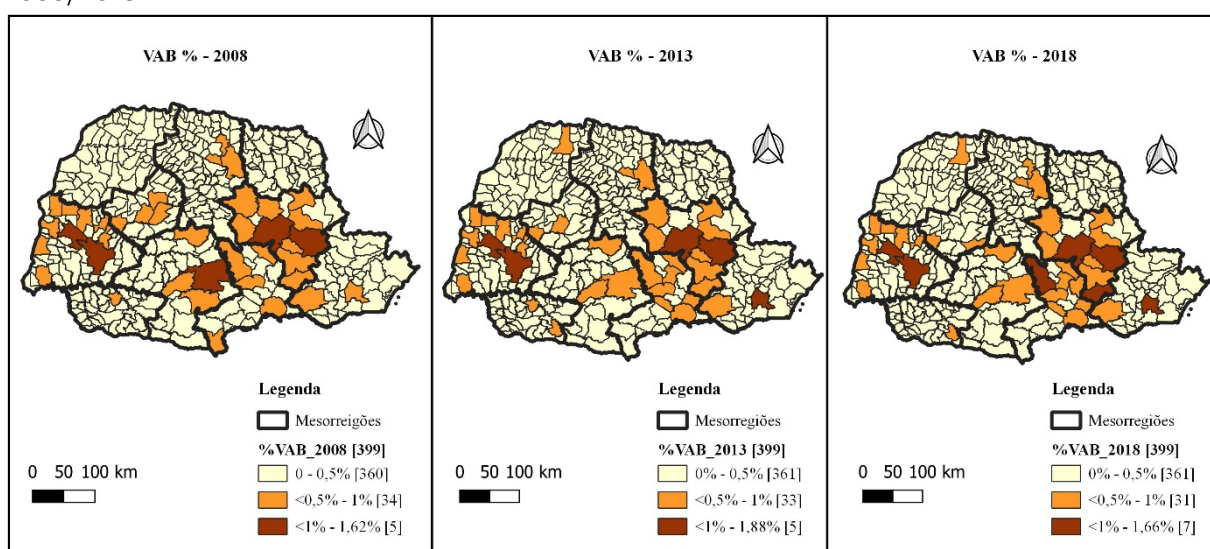 VAB % - 2008
Legenda
Mesorreigões
%VAB_2008 [399]
0 - 0,5% [360]
<0,5% - 1% [34]
<1% - 1,62% [5]
0 50 100 km
VAB % - 2013
Legenda
Mesorregiões
%VAB_2013 [399]
0% - 0,5% [361]
<0,5% - 1% [33]
<1% - 1,88% [5]
0 50 100 km
VAB % - 2018
Legenda
Mesorregiões
%VAB_2018 [399]
0% - 0,5% [361]
<0,5% - 1% [31]
<1% - 1,66% [7]
0 50 100 km